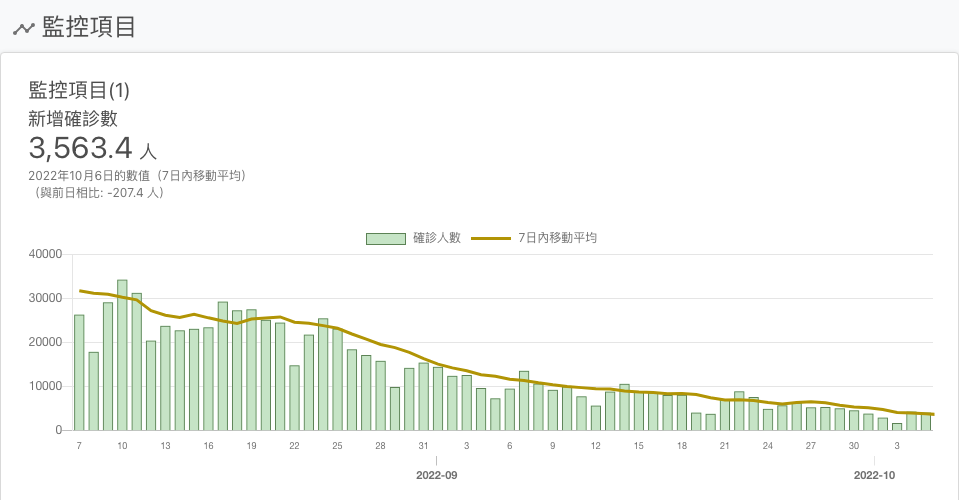 監控項目
監控項目(1)
新增確診數
3,563.4 人
2022年10月6日的數值（7日內移動平均）
（與前日相比: -207.4 人）
確診人數 7日內移動平均
40000
30000
20000
10000
0
7 10 13 16 19 22 25 28 31 3 6 9 12 15 18 21 24 27 30 3
2022-09 2022-10